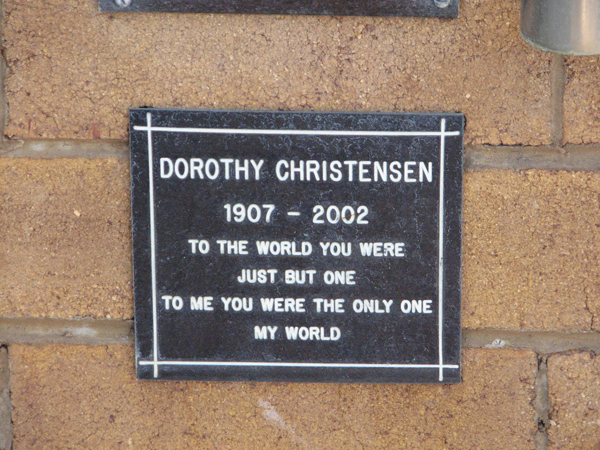 DOROTHY CHRISTENSEN
1907 - 2002
TO THE WORLD YOU WERE
JUST BUT ONE
TO ME YOU WERE THE ONLY ONE
MY WORLD